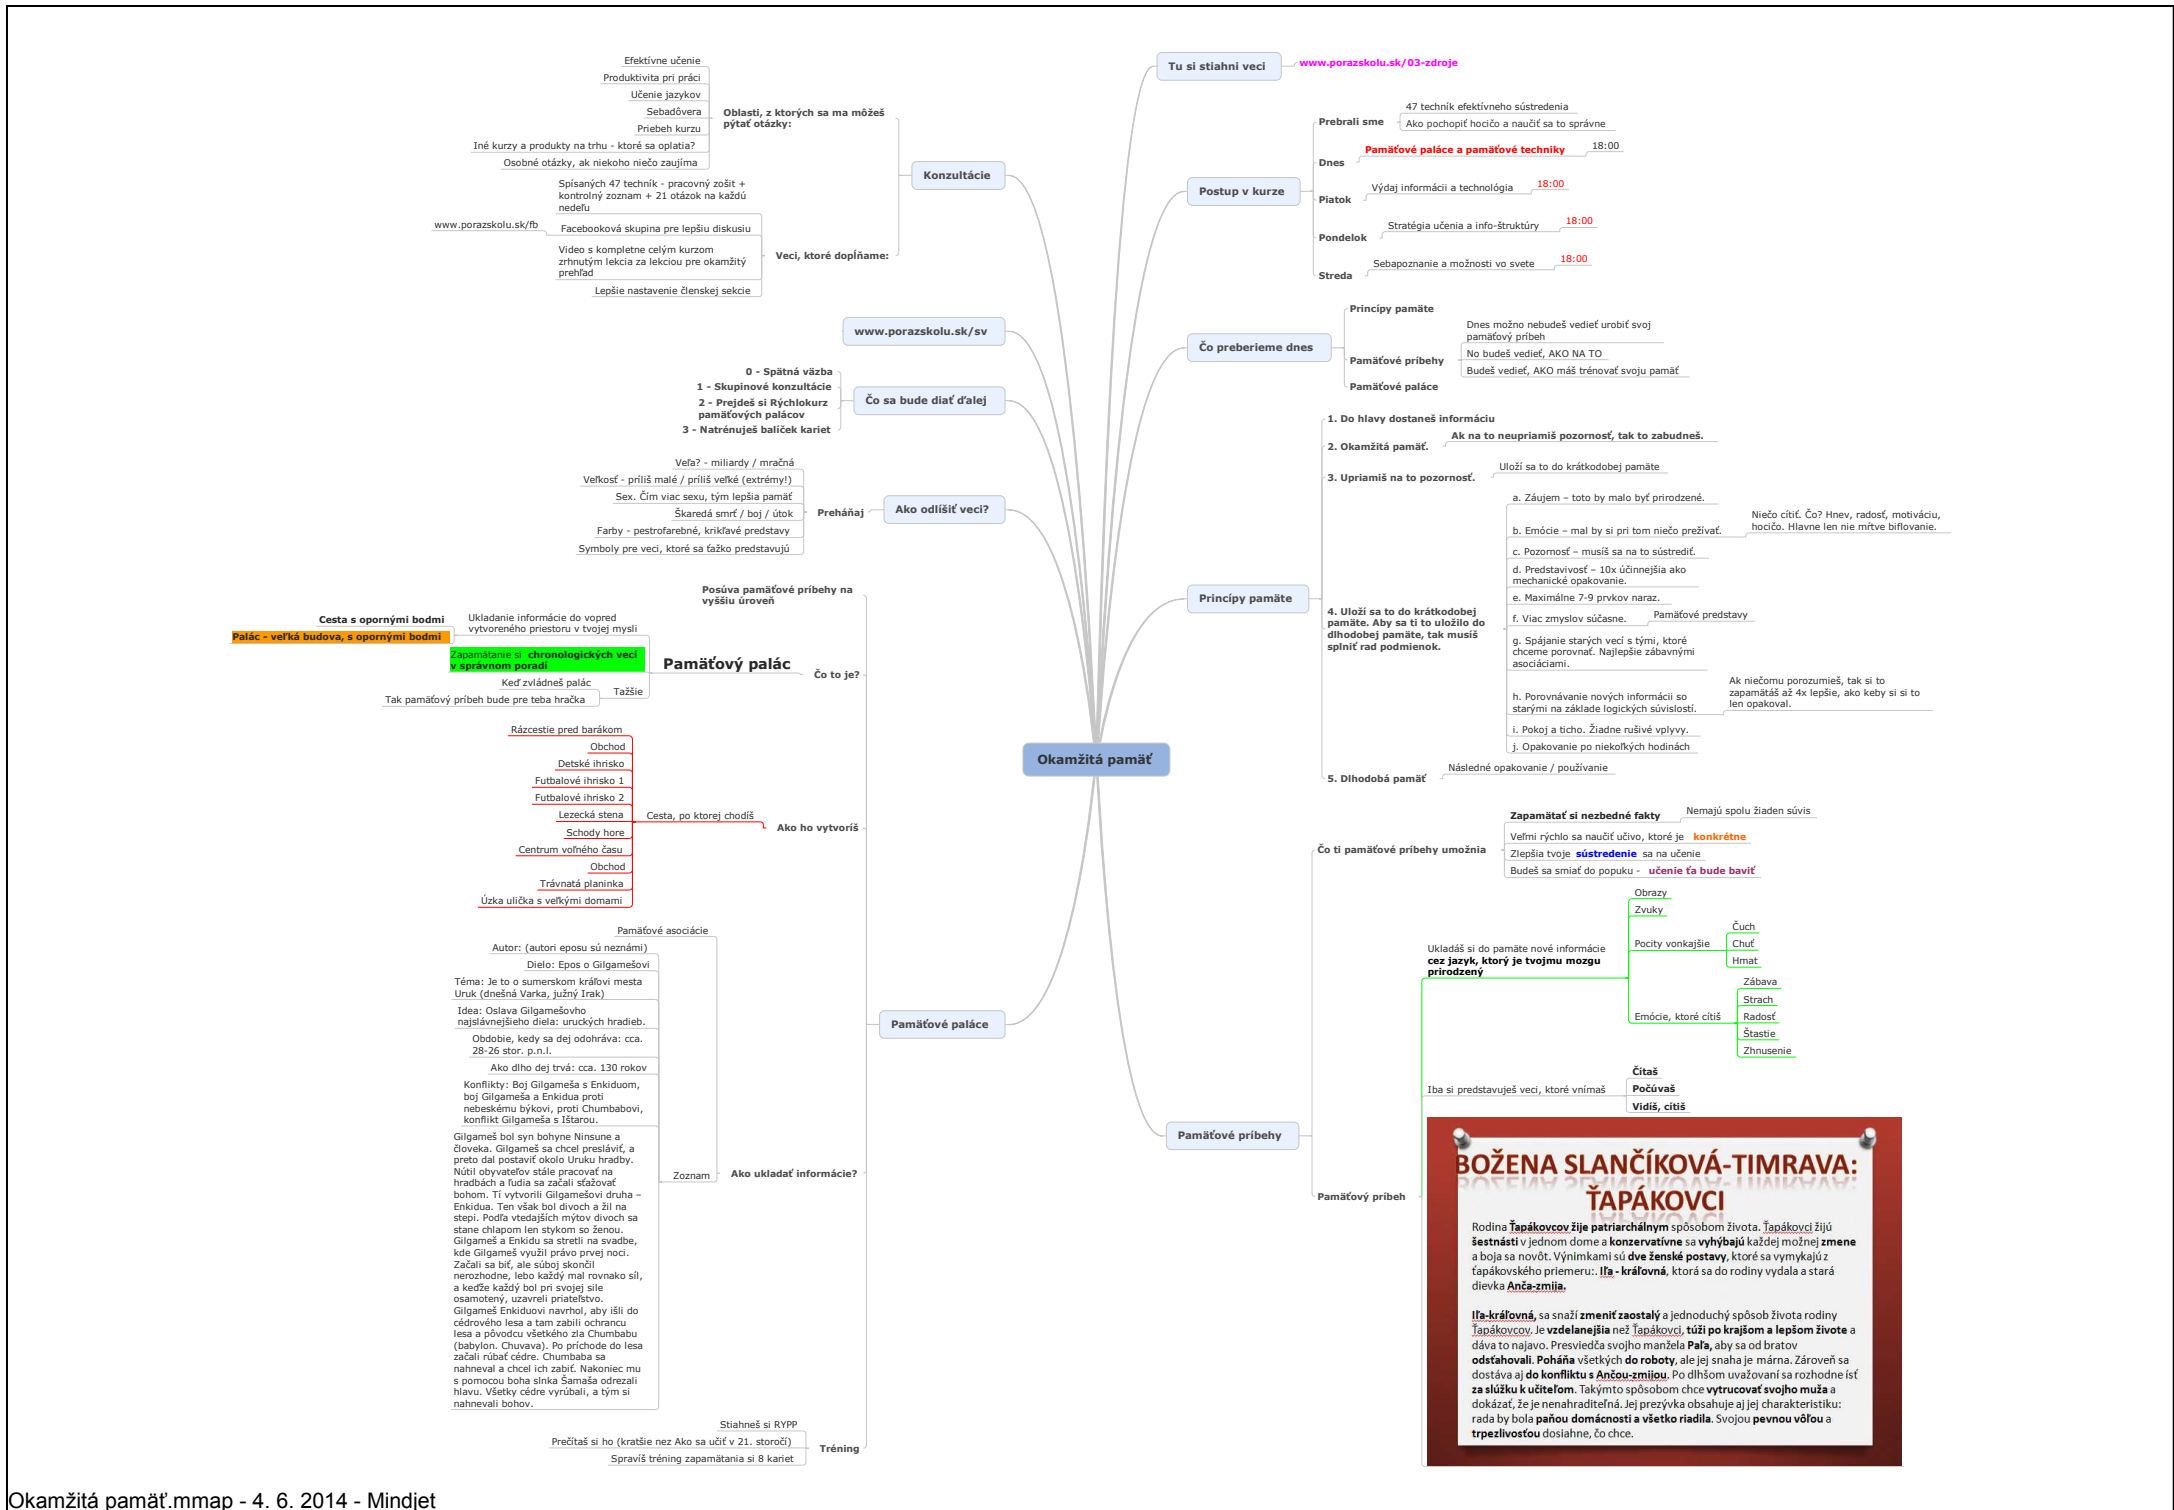 Okamžitá pamäť
Tu si stiahni veci
www.porazskolu.sk/03-zdroje
Postup v kurze
Prebrali sme
47 techník efektívneho sústredenia
Ako pochopiť hocičo a naučiť sa to správne
Dnes
Pamäťové paláce a pamäťové techniky
18:00
Piatok
Výdaj informácii a technológia
18:00
Pondelok
Stratégia učenia a info-štruktúry
18:00
Streda
Sebapoznanie a možnosti vo svete
18:00
Čo preberieme dnes
Princípy pamäte
Pamäťové príbehy
Dnes možno nebudeš vedieť urobiť svoj
pamäťový príbeh
No budeš vedieť, AKO NA TO
Budeš vedieť, AKO máš trénovať svoju pamäť
Pamäťové paláce
Princípy pamäte
1. Do hlavy dostaneš informáciu
2. Okamžitá pamäť.
Ak na to neupriamiš pozornosť, tak to zabudneš.
3. Upriamiš na to pozornosť.
Uloží sa to do krátkodobej pamäte
4. Uloží sa to do krátkodobej
pamäte. Aby sa ti to uložilo do
dlhodobej pamäte, tak musíš
splniť rad podmienok.
a. Záujem – toto by malo byť prirodzené.
b. Emócie – mal by si pri tom niečo prežívať.
Niečo cítiť. Čo? Hnev, radosť, motiváciu,
hocičo. Hlavne len nie mŕtve biflovanie.
c. Pozornosť – musíš sa na to sústrediť.
d. Predstavivosť – 10x účinnejšia ako
mechanické opakovanie.
e. Maximálne 7-9 prvkov naraz.
f. Viac zmyslov súčasne.
Pamäťové predstavy
g. Spájanie starých vecí s tými, ktoré
chceme porovnať. Najlepšie zábavnými
asociáciami.
h. Porovnávanie nových informácii so
starými na základe logických súvislostí.
Ak niečomu porozumieš, tak si to
zapamätáš až 4x lepšie, ako keby si si to
len opakoval.
i. Pokoj a ticho. Žiadne rušivé vplyvy.
j. Opakovanie po niekoľkých hodinách
5. Dlhodobá pamäť
Následné opakovanie / používanie
Pamäťové príbehy
Čo ti pamäťové príbehy umožnia
Zapamätať si nezbedné fakty
Nemajú spolu žiaden súvis
Veľmi rýchlo sa naučiť učivo, ktoré je konkrétne
Zlepšia tvoje sústredenie sa na učenie
Budeš sa smiať do popuku - učenie ťa bude baviť
Pamäťový príbeh
Ukladáš si do pamäte nové informácie
cez jazyk, ktorý je tvojmu mozgu
prirodzený
Obrazy
Zvuky
Pocity vonkajšie
Čuch
Chuť
Hmat
Emócie, ktoré cítiš
Zábava
Strach
Radosť
Štastie
Zhnusenie
Iba si predstavuješ veci, ktoré vnímaš
Čítaš
Počúvaš
Vidíš, cítiš
BOŽENA SLANČÍKOVÁ-TIMRAVA:
ŤAPÁKOVCI
Rodina Ťapákovcov žije patriarchálnym spôsobom života. Ťapákovci žijú
šestnásti v jednom dome a konzervatívne sa vyhýbajú každej možnej zmene
a boja sa novôt. Výnimkami sú dve ženské postavy, ktoré sa vymykajú z
ťapákovského priemeru:. Iľa - kráľovná, ktorá sa do rodiny vydala a stará
dievka Anča-zmija.
Iľa-kráľovná, sa snaží zmeniť zaostalý a jednoduchý spôsob života rodiny
Ťapákovcov. Je vzdelanejšia než Ťapákovci, túži po krajšom a lepšom živote a
dáva to najavo. Presviedča svojho manžela Paľa, aby sa od bratov
odsťahovali. Poháňa všetkých do roboty, ale jej snaha je márna. Zároveň sa
dostáva aj do konfliktu s Ančou-zmijou. Po dlhšom uvažovaní sa rozhodne ísť
za slúžku k učiteľom. Takýmto spôsobom chce vytrucovať svojho muža a
dokázať, že je nenahraditeľná. Jej prezývka obsahuje aj jej charakteristiku:
rada by bola paňou domácnosti a všetko riadila. Svojou pevnou vôľou a
trpezlivosťou dosiahne, čo chce.
Konzultácie
Oblasti, z ktorých sa ma môžeš
pýtať otázky:
Efektívne učenie
Produktivita pri práci
Učenie jazykov
Sebadôvera
Priebeh kurzu
Iné kurzy a produkty na trhu - ktoré sa oplatia?
Osobné otázky, ak niekoho niečo zaujíma
Veci, ktoré dopĺňame:
Spísaných 47 techník - pracovný zošit +
kontrolný zoznam + 21 otázok na každú
nedeľu
Facebooková skupina pre lepšiu diskusiu
www.porazskolu.sk/fb
Video s kompletne celým kurzom
zrhnutým lekcia za lekciou pre okamžitý
prehľad
Lepšie nastavenie členskej sekcie
www.porazskolu.sk/sv
Čo sa bude diať ďalej
0 - Spätná väzba
1 - Skupinové konzultácie
2 - Prejdeš si Rýchlokurz
pamäťových palácov
3 - Natrénuješ balíček kariet
Ako odlíšiť veci?
Preháňaj
Veľa? - miliardy / mračná
Veľkosť - príliš malé / príliš veľké (extrémy!)
Sex. Čím viac sexu, tým lepšia pamäť
Škaredá smrť / boj / útok
Farby - pestrofarebné, krikľavé predstavy
Symboly pre veci, ktoré sa ťažko predstavujú
Pamäťové paláce
Posúva pamäťové príbehy na
vyššiu úroveň
Čo to je?
Pamäťový palác
Ukladanie informácie do vopred
vytvoreného priestoru v tvojej mysli
Cesta s opornými bodmi
Palác - veľká budova, s opornými bodmi
Zapamätanie si chronologických vecí
v správnom poradí
Tažšie
Keď zvládneš palác
Tak pamäťový príbeh bude pre teba hračka
Ako ho vytvoríš
Cesta, po ktorej chodíš
Rázcestie pred barákom
Obchod
Detské ihrisko
Futbalové ihrisko 1
Futbalové ihrisko 2
Lezecká stena
Schody hore
Centrum voľného času
Obchod
Trávnatá planinka
Úzka ulička s veľkými domami
Ako ukladať informácie?
Pamäťové asociácie
Zoznam
Autor: (autori eposu sú neznámi)
Dielo: Epos o Gilgamešovi
Téma: Je to o sumerskom kráľovi mesta
Uruk (dnešná Varka, južný Irak)
Idea: Oslava Gilgamešovho
najslávnejšieho diela: uruckých hradieb.
Obdobie, kedy sa dej odohráva: cca.
28-26 stor. p.n.l.
Ako dlho dej trvá: cca. 130 rokov
Konflikty: Boj Gilgameša s Enkiduom,
boj Gilgameša a Enkidua proti
nebeskému býkovi, proti Chumbabovi,
konflikt Gilgameša s Ištarou.
Gilgameš bol syn bohyne Ninsune a
človeka. Gilgameš sa chcel presláviť, a
preto dal postaviť okolo Uruku hradby.
Nútil obyvateľov stále pracovať na
hradbách a ľudia sa začali sťažovať
bohom. Tí vytvorili Gilgamešovi druha –
Enkidua. Ten však bol divoch a žil na
stepi. Podľa vtedajších mýtov divoch sa
stane chlapom len stykom so ženou.
Gilgameš a Enkidu sa stretli na svadbe,
kde Gilgameš využil právo prvej noci.
Začali sa biť, ale súboj skončil
nerozhodne, lebo každý mal rovnako síl,
a keďže každý bol pri svojej sile
osamotený, uzavreli priateľstvo.
Gilgameš Enkiduovi navrhol, aby išli do
cédrového lesa a tam zabili ochrancu
lesa a pôvodcu všetkého zla Chumbabu
(babylon. Chuvava). Po príchode do lesa
začali rúbať cédre. Chumbaba sa
nahneval a chcel ich zabiť. Nakoniec mu
s pomocou boha slnka Šamaša odrezali
hlavu. Všetky cédre vyrúbali, a tým si
nahnevali bohov.
Tréning
Stiahneš si RYPP
Prečítaš si ho (kratšie nez Ako sa učiť v 21. storočí)
Spravíš tréning zapamätania si 8 kariet
Okamžitá pamäť.mmap - 4. 6. 2014 - Mindjet